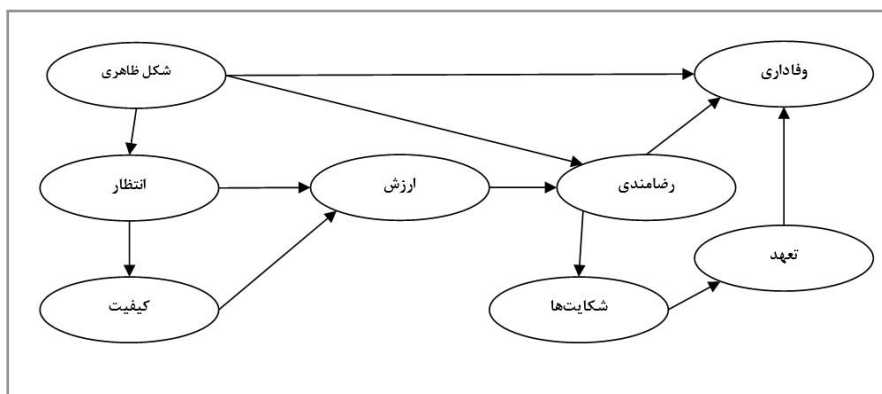 شکل ظاهری
وفاداری
انتظار
ارزش
رضامندی
تعهد
کیفیت
شکایت‌ها